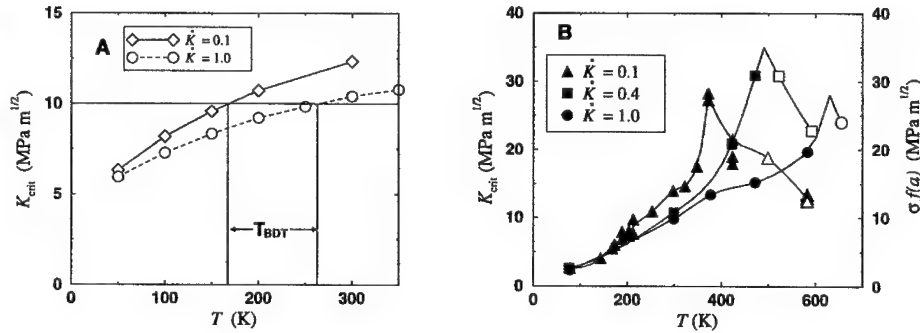 A
K̇ = 0.1
K̇ = 1.0
15
10
5
0
K_crit (MPa m^1/2)
T_BDT
0 100 200 300
T (K)
B
K̇ = 0.1
K̇ = 0.4
K̇ = 1.0
40
30
20
10
0
K_crit (MPa m^1/2)
40
30
20
10
0
σ f(a) (MPa m^1/2)
0 200 400 600
T (K)